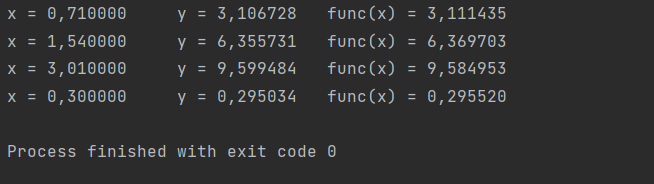 x = 0,710000     y = 3,106728   func(x) = 3,111435
x = 1,540000     y = 6,355731   func(x) = 6,369703
x = 3,010000     y = 9,599484   func(x) = 9,584953
x = 0,300000     y = 0,295034   func(x) = 0,295520
Process finished with exit code 0